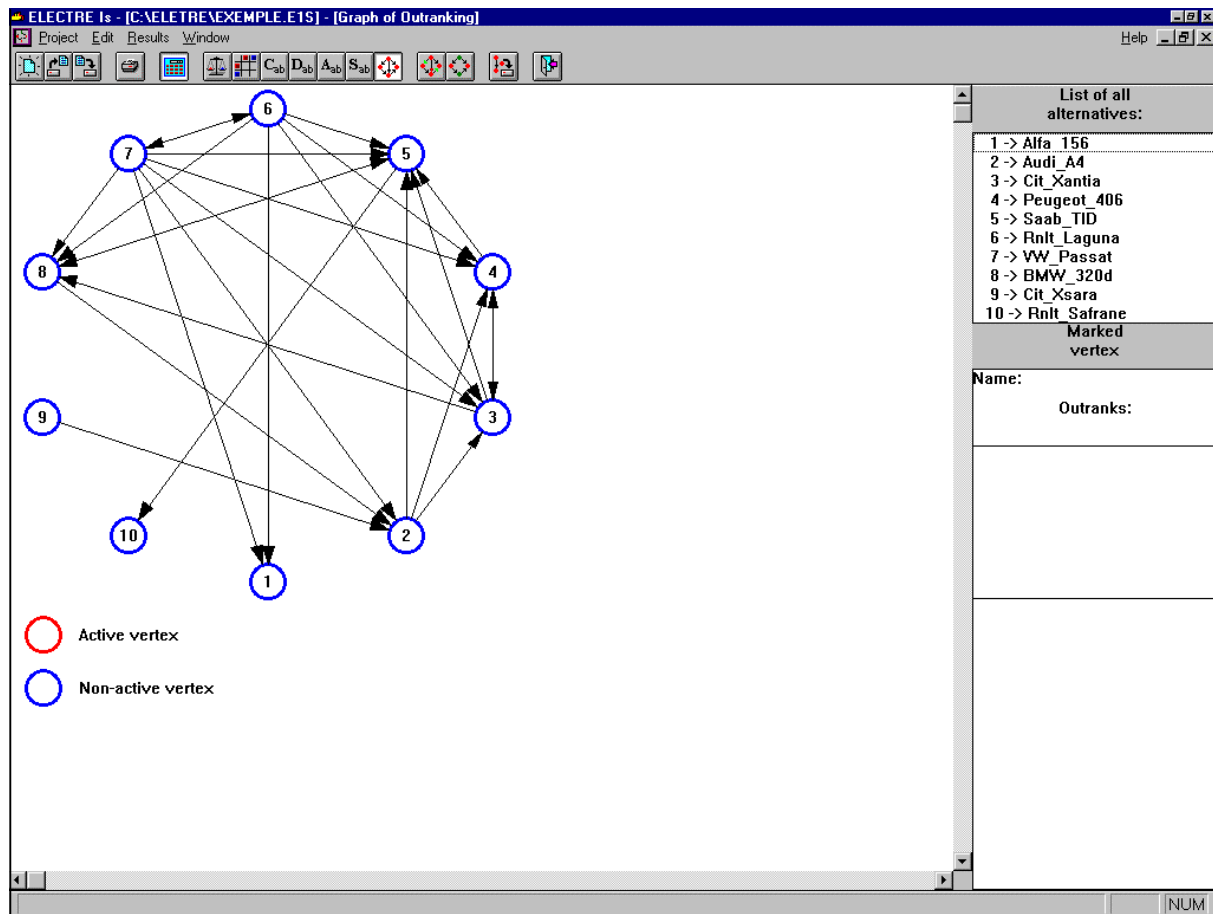 ELECTRE Is - [C:\ELETRE\EXEMPLE.E1S] - [Graph of Outranking]
Project Edit Results Window Help
Cab Dab Aab Sab
List of all
alternatives:
1 -> Alfa_156
2 -> Audi_A4
3 -> Cit_Xantia
4 -> Peugeot_406
5 -> Saab_TID
6 -> Rnlt_Laguna
7 -> VW_Passat
8 -> BMW_320d
9 -> Cit_Xsara
10 -> Rnlt_Safrane
Marked
vertex
Name:
Outranks:
6
7
5
8
4
9
3
10
2
1
Active vertex
Non-active vertex
NUM